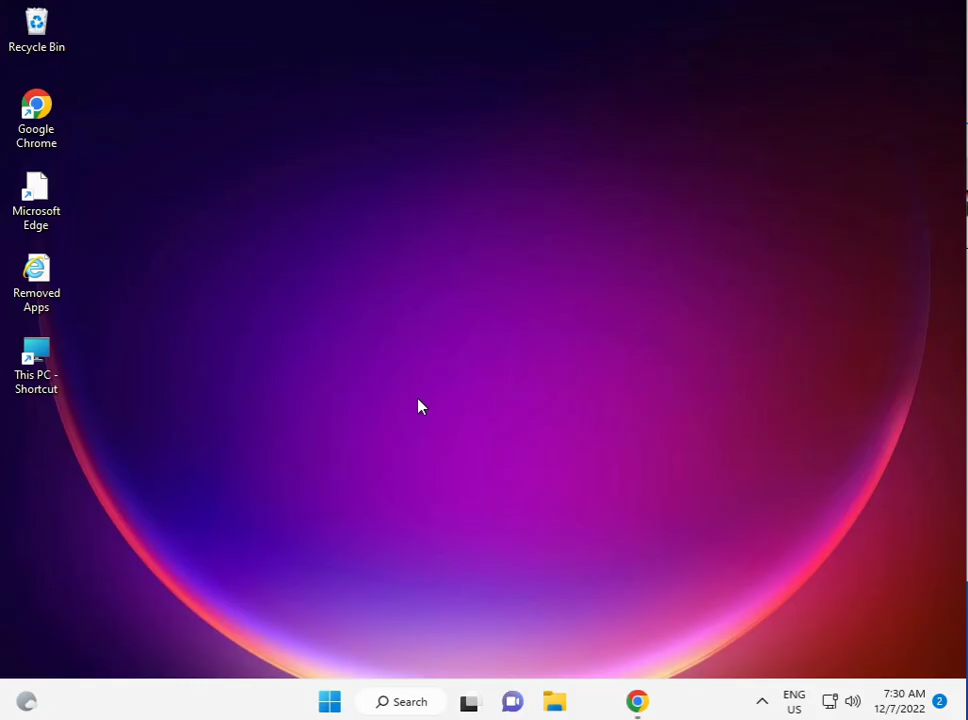 Recycle Bin
Google
Chrome
Microsoft
Edge
Removed
Apps
This PC -
Shortcut
Search
ENG
US
7:30 AM
12/7/2022
2